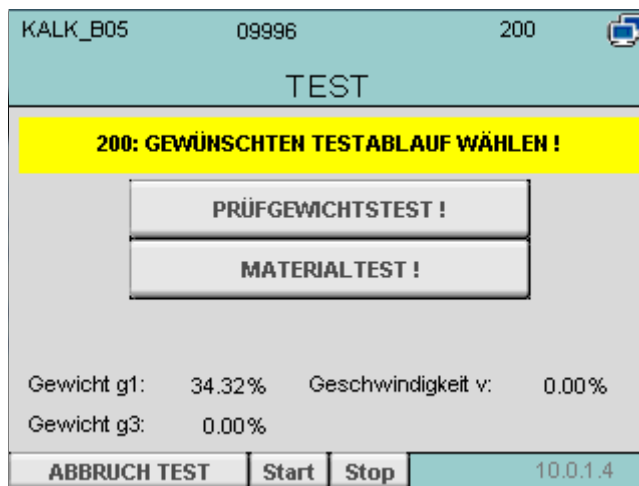 KALK_B05 09996 200
TEST
200: GEWÜNSCHTEN TESTABLAUF WÄHLEN !
PRÜFGEWICHTSTEST !
MATERIALTEST !
Gewicht g1: 34.32% Geschwindigkeit v: 0.00%
Gewicht g3: 0.00%
ABBRUCH TEST Start Stop 10.0.1.4